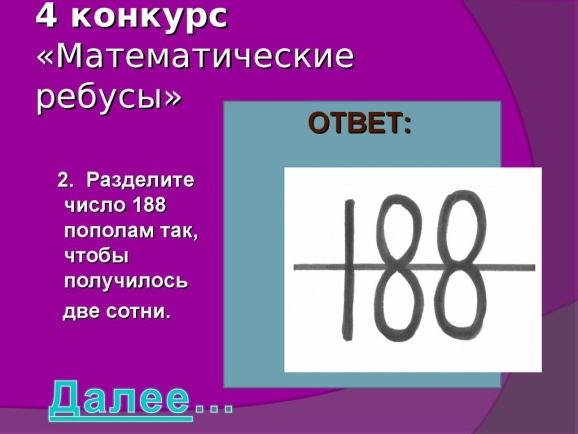 4 конкурс
«Математические
ребусы»
ОТВЕТ:
2. Разделите
число 188
пополам так,
чтобы
получилось
две сотни.
188
Далее…